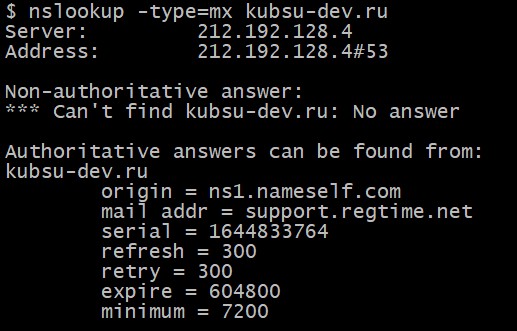 $ nslookup -type=mx kubsu-dev.ru
Server:         212.192.128.4
Address:        212.192.128.4#53
Non-authoritative answer:
*** Can't find kubsu-dev.ru: No answer
Authoritative answers can be found from:
kubsu-dev.ru
        origin = ns1.nameself.com
        mail addr = support.regtime.net
        serial = 1644833764
        refresh = 300
        retry = 300
        expire = 604800
        minimum = 7200